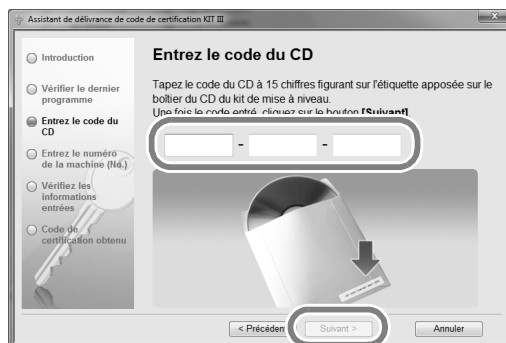 Assistant de délivrance de code de certification KIT III
Introduction
Vérifier le dernier
programme
Entrez le code du
CD
Entrez le numéro
de la machine (No.)
Vérifiez les
informations
entrées
Code de
certification obtenu
Entrez le code du CD
Tapez le code du CD à 15 chiffres figurant sur l'étiquette apposée sur le
boîtier du CD du kit de mise à niveau.
Une fois le code entré, cliquez sur le bouton [Suivant].
- -
< Précéden
Suivant >
Annuler